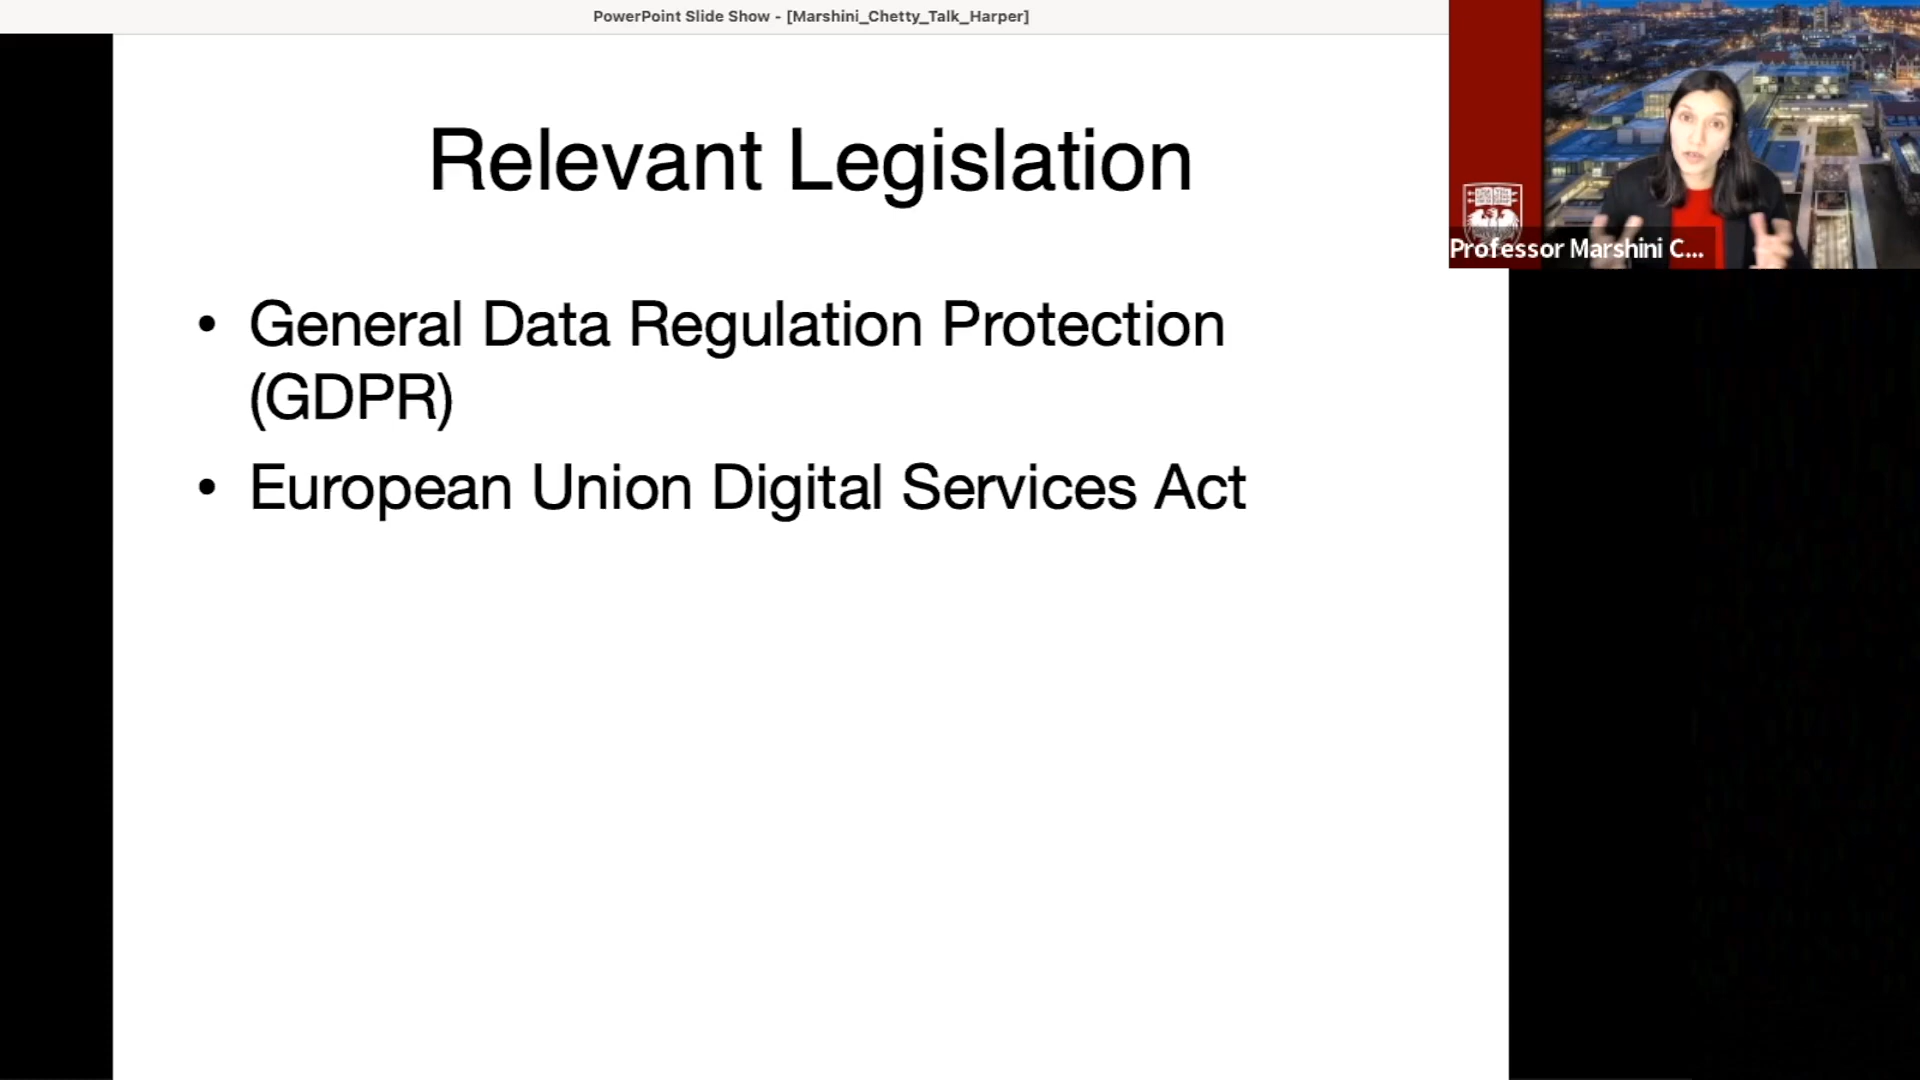 PowerPoint Slide Show - [Marshini_Chetty_Talk_Harper]
Relevant Legislation
• General Data Regulation Protection
(GDPR)
• European Union Digital Services Act
Professor Marshini C...